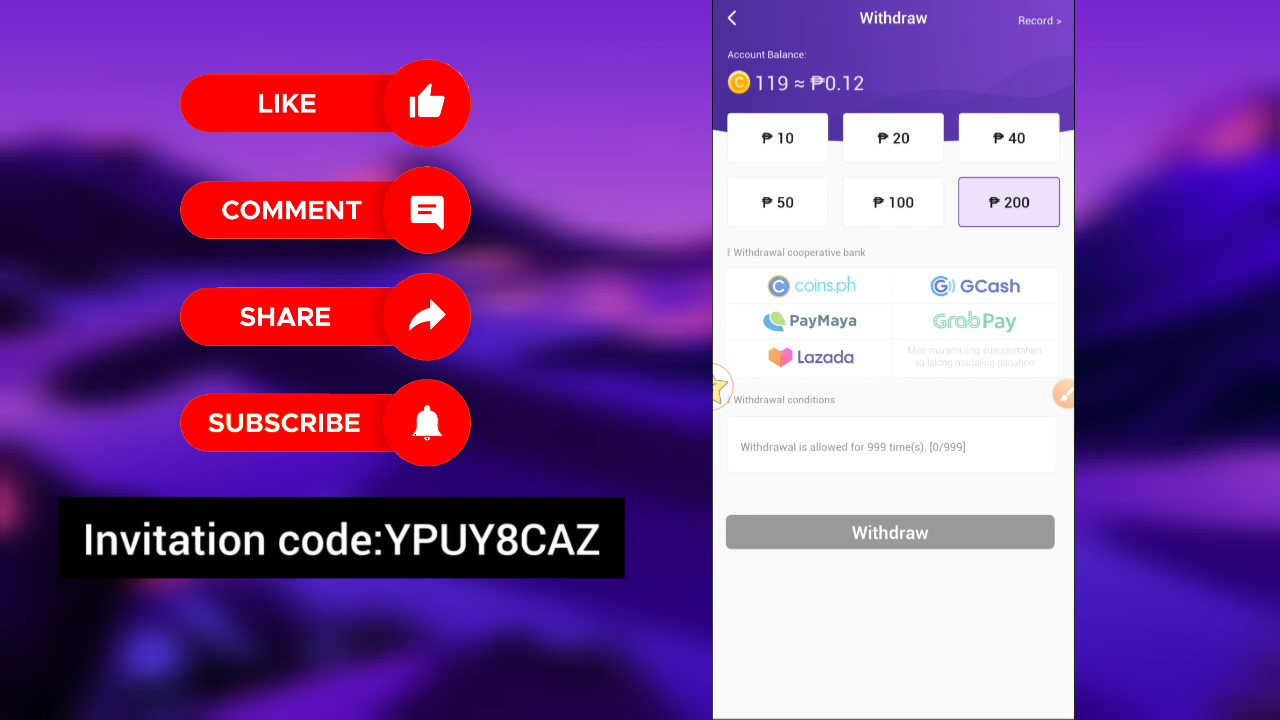 LIKE
COMMENT
SHARE
SUBSCRIBE
Invitation code:YPUY8CAZ
Withdraw
Record >
Account Balance:
119 ≈ ₱0.12
₱ 10
₱ 20
₱ 40
₱ 50
₱ 100
₱ 200
Withdrawal cooperative bank
coins.ph
GCash
PayMaya
GrabPay
Lazada
Mas marami ang susuportahan
sa lalong madaling panahon
Withdrawal conditions
Withdrawal is allowed for 999 time(s). [0/999]
Withdraw